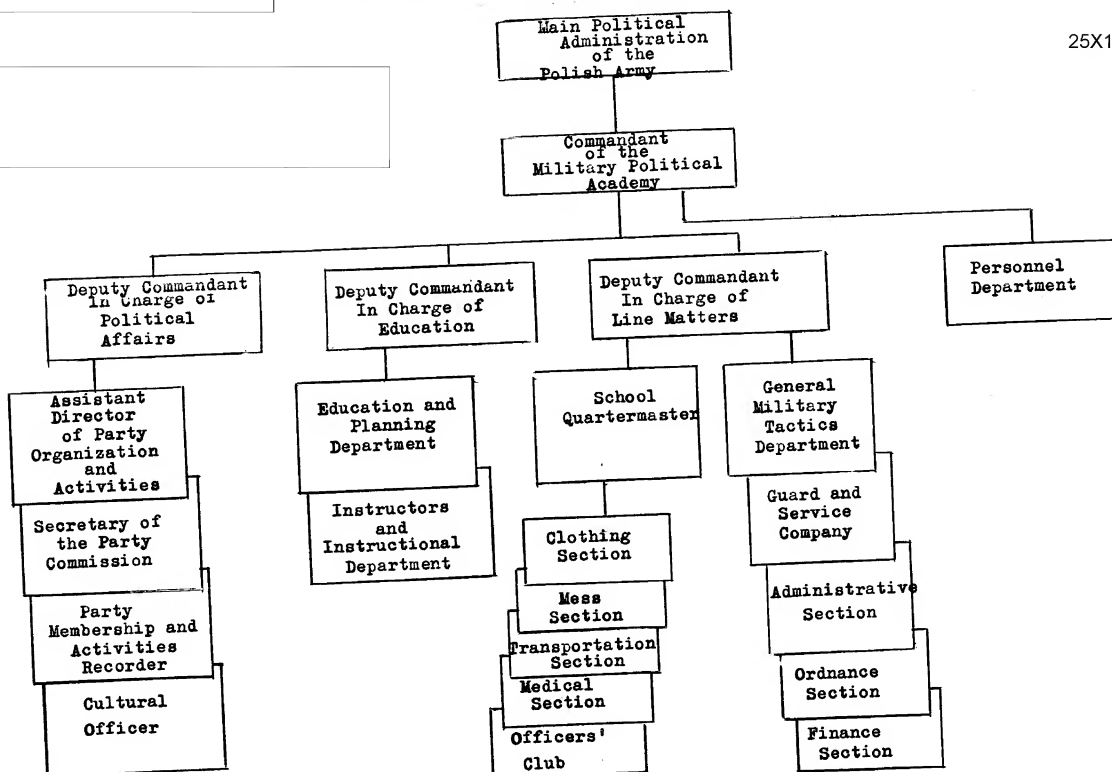 25X1
Main Political
Administration
of the
Polish Army
Commandant
of the
Military Political
Academy
Deputy Commandant
In Charge of
Political
Affairs
Deputy Commandant
In Charge of
Education
Deputy Commandant
In Charge of
Line Matters
Personnel
Department
Assistant
Director
of Party
Organization
and
Activities
Secretary of
the Party
Commission
Party
Membership and
Activities
Recorder
Cultural
Officer
Education and
Planning
Department
Instructors
and
Instructional
Department
School
Quartermaster
Clothing
Section
Mess
Section
Transportation
Section
Medical
Section
Officers'
Club
General
Military
Tactics
Department
Guard and
Service
Company
Administrative
Section
Ordnance
Section
Finance
Section